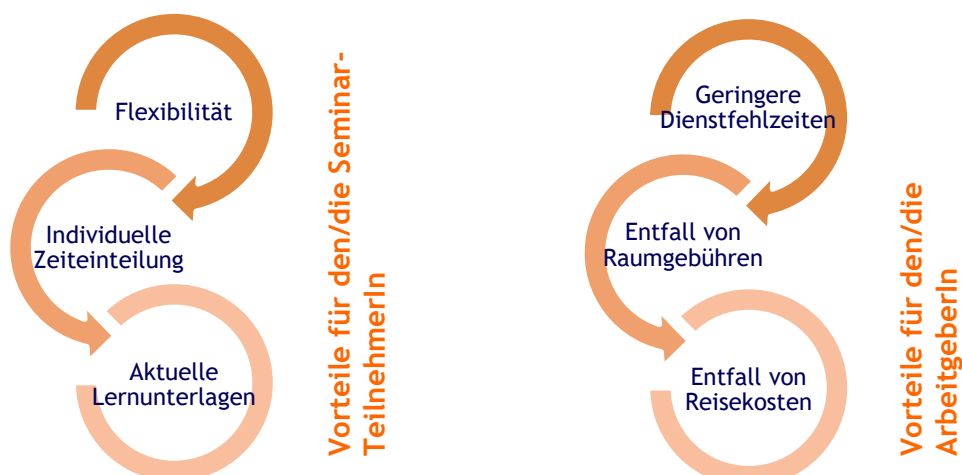 Flexibilität
Individuelle
Zeiteinteilung
Aktuelle
Lernunterlagen
Vorteile für den/die Seminar-
TeilnehmerIn
Geringere
Dienstfehlzeiten
Entfall von
Raumgebühren
Entfall von
Reisekosten
Vorteile für den/die
ArbeitgeberIn